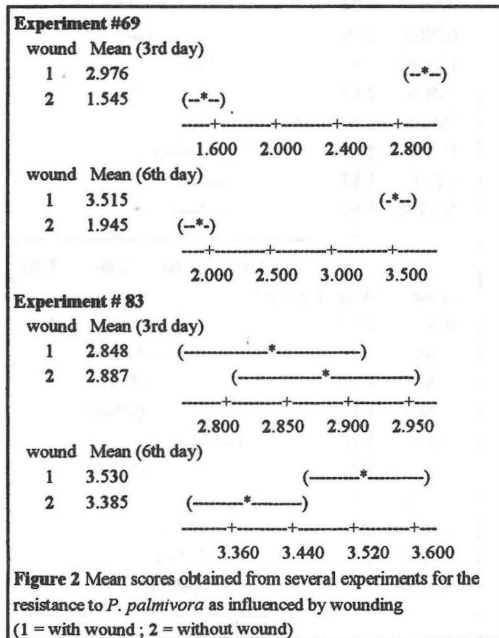 Experiment #69
wound Mean (3rd day)
1 2.976 (--*--)
2 1.545 (--*--)
-----+---------+---------+---------+-----
1.600 2.000 2.400 2.800
wound Mean (6th day)
1 3.515 (-*--)
2 1.945 (--*-)
----+---------+---------+---------+------
2.000 2.500 3.000 3.500
Experiment # 83
wound Mean (3rd day)
1 2.848 (-------------*--------------)
2 2.887 (--------------*--------------)
------+---------+---------+---------+----
2.800 2.850 2.900 2.950
wound Mean (6th day)
1 3.530 (--------*---------)
2 3.385 (---------*--------)
-------+---------+---------+---------+---
3.360 3.440 3.520 3.600
Figure 2 Mean scores obtained from several experiments for the
resistance to P. palmivora as influenced by wounding
(1 = with wound ; 2 = without wound)